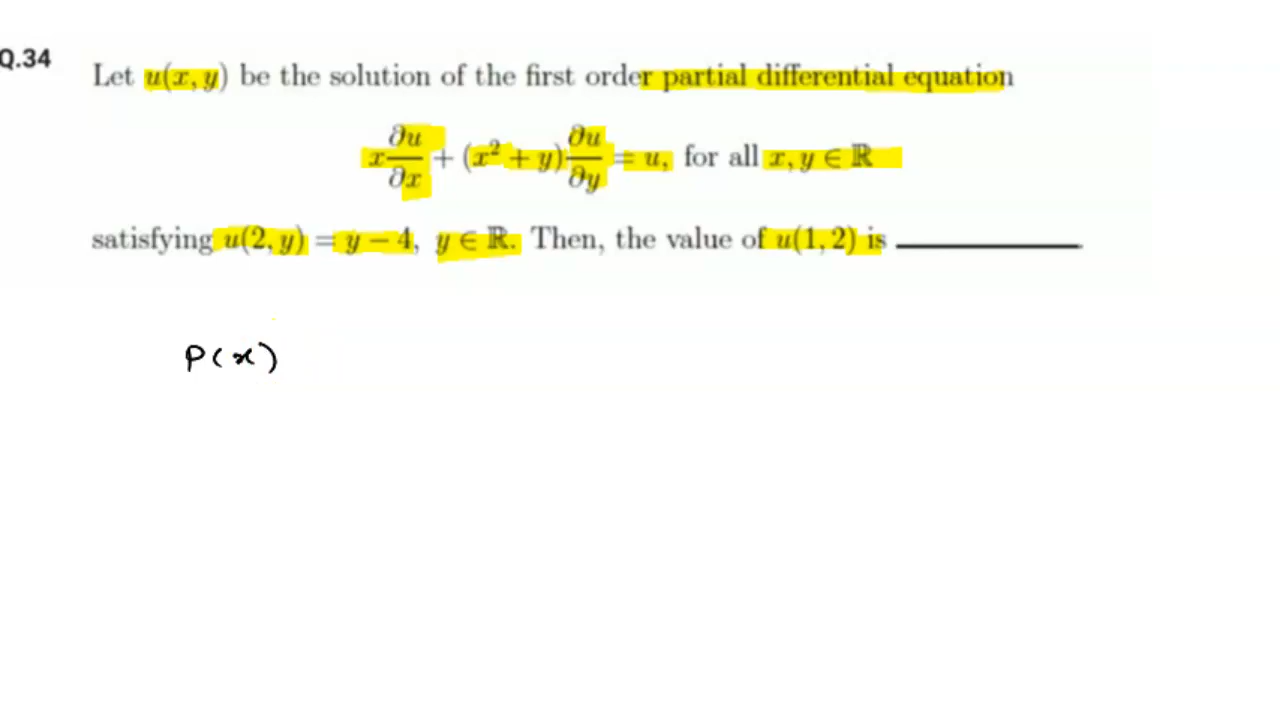 Q.34
Let u(x, y) be the solution of the first order partial differential equation
x ∂u/∂x + (x² + y) ∂u/∂y = u, for all x, y ∈ ℝ
satisfying u(2, y) = y − 4, y ∈ ℝ. Then, the value of u(1, 2) is __________
P(x)